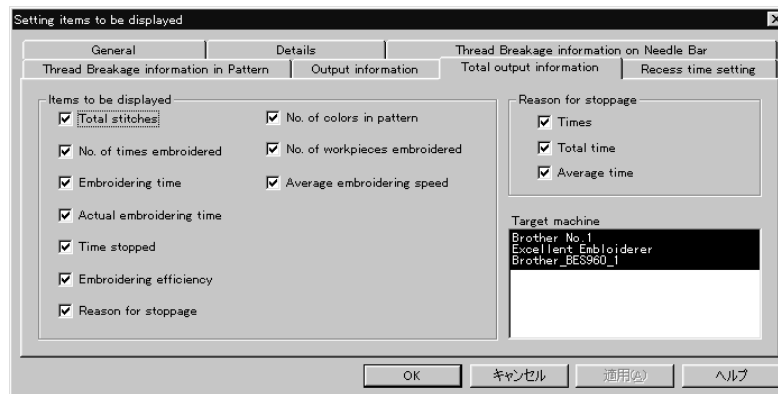 Setting items to be displayed
General
Details
Thread Breakage information on Needle Bar
Thread Breakage information in Pattern
Output information
Total output information
Recess time setting
Items to be displayed
Total stitches
No. of times embroidered
Embroidering time
Actual embroidering time
Time stopped
Embroidering efficiency
Reason for stoppage
No. of colors in pattern
No. of workpieces embroidered
Average embroidering speed
Reason for stoppage
Times
Total time
Average time
Target machine
Brother No.1
Excellent Embloiderer
Brother_BES960_1
OK
キャンセル
適用(A)
ヘルプ